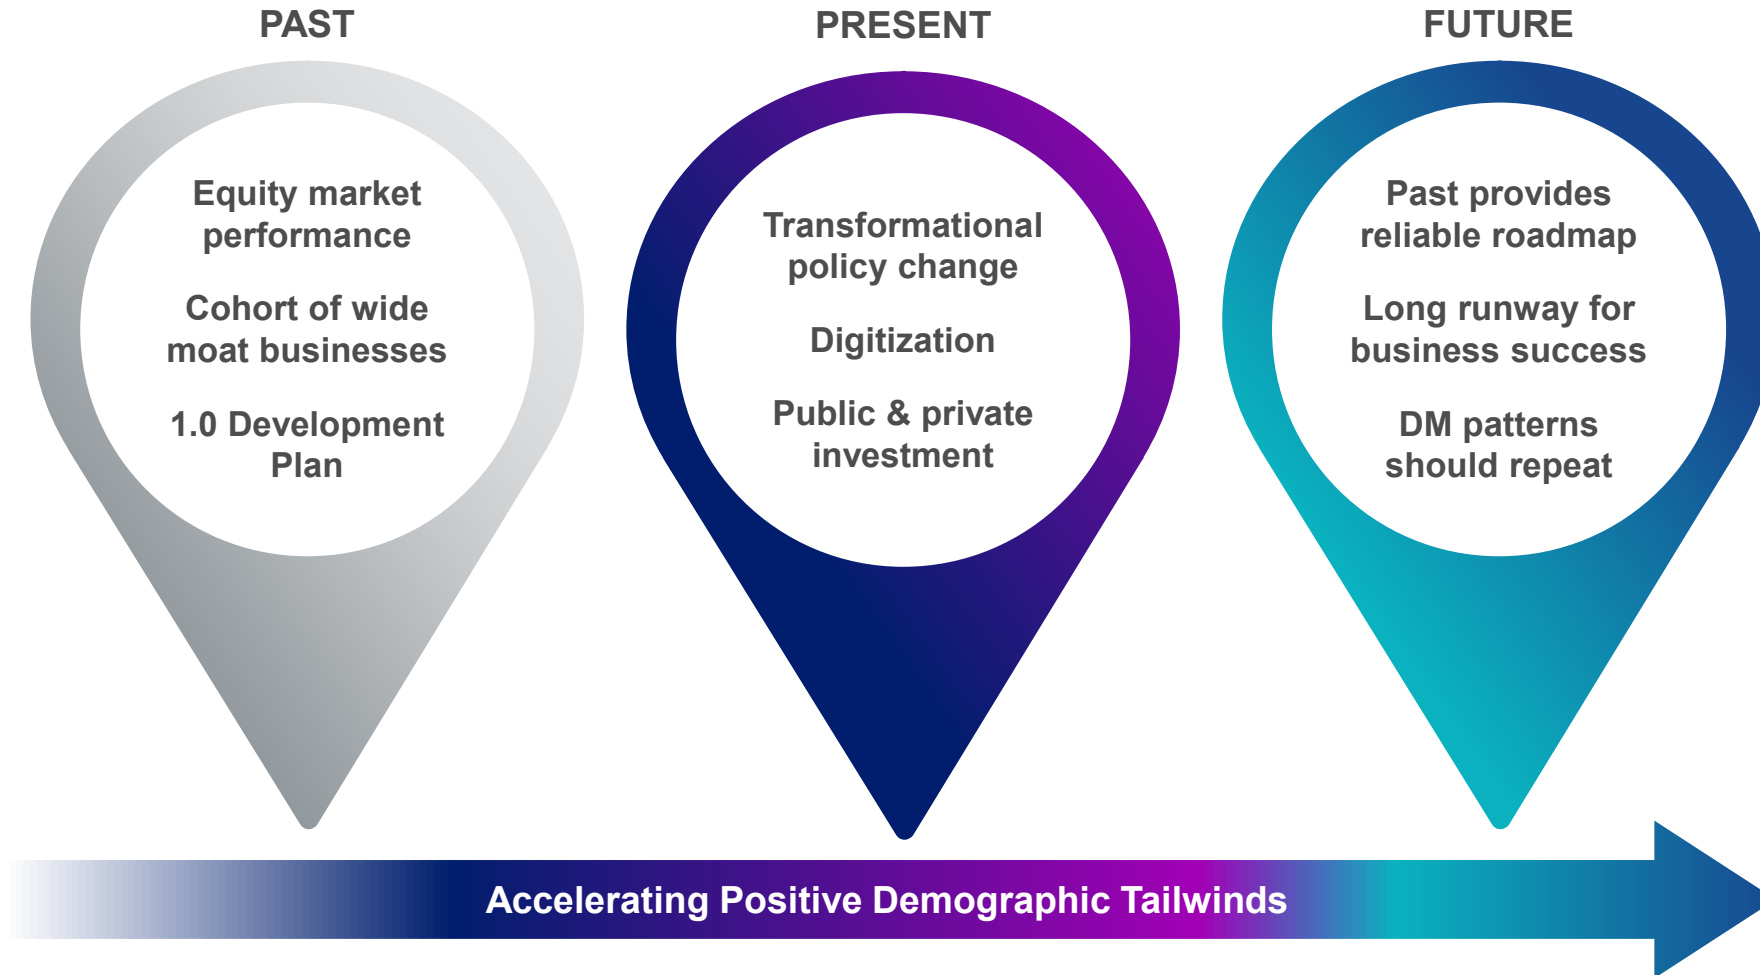 PAST
Equity market
performance
Cohort of wide
moat businesses
1.0 Development
Plan
PRESENT
Transformational
policy change
Digitization
Public & private
investment
FUTURE
Past provides
reliable roadmap
Long runway for
business success
DM patterns
should repeat
Accelerating Positive Demographic Tailwinds